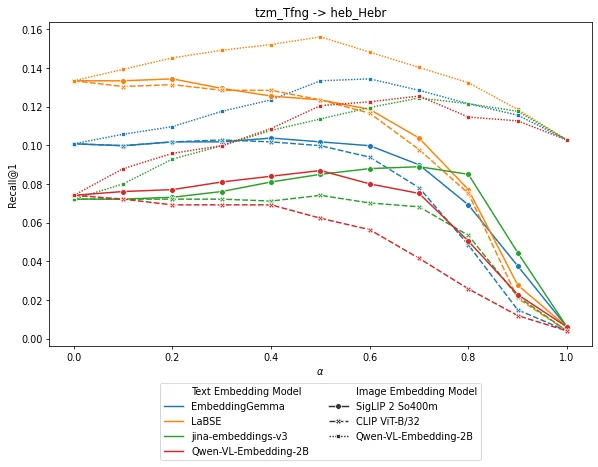 tzm_Tfng -> heb_Hebr
0.16
0.14
0.12
0.10
0.08
0.06
0.04
0.02
0.00
Recall@1
0.0 0.2 0.4 0.6 0.8 1.0
α
Text Embedding Model
EmbeddingGemma
LaBSE
jina-embeddings-v3
Qwen-VL-Embedding-2B
Image Embedding Model
SigLIP 2 So400m
CLIP ViT-B/32
Qwen-VL-Embedding-2B